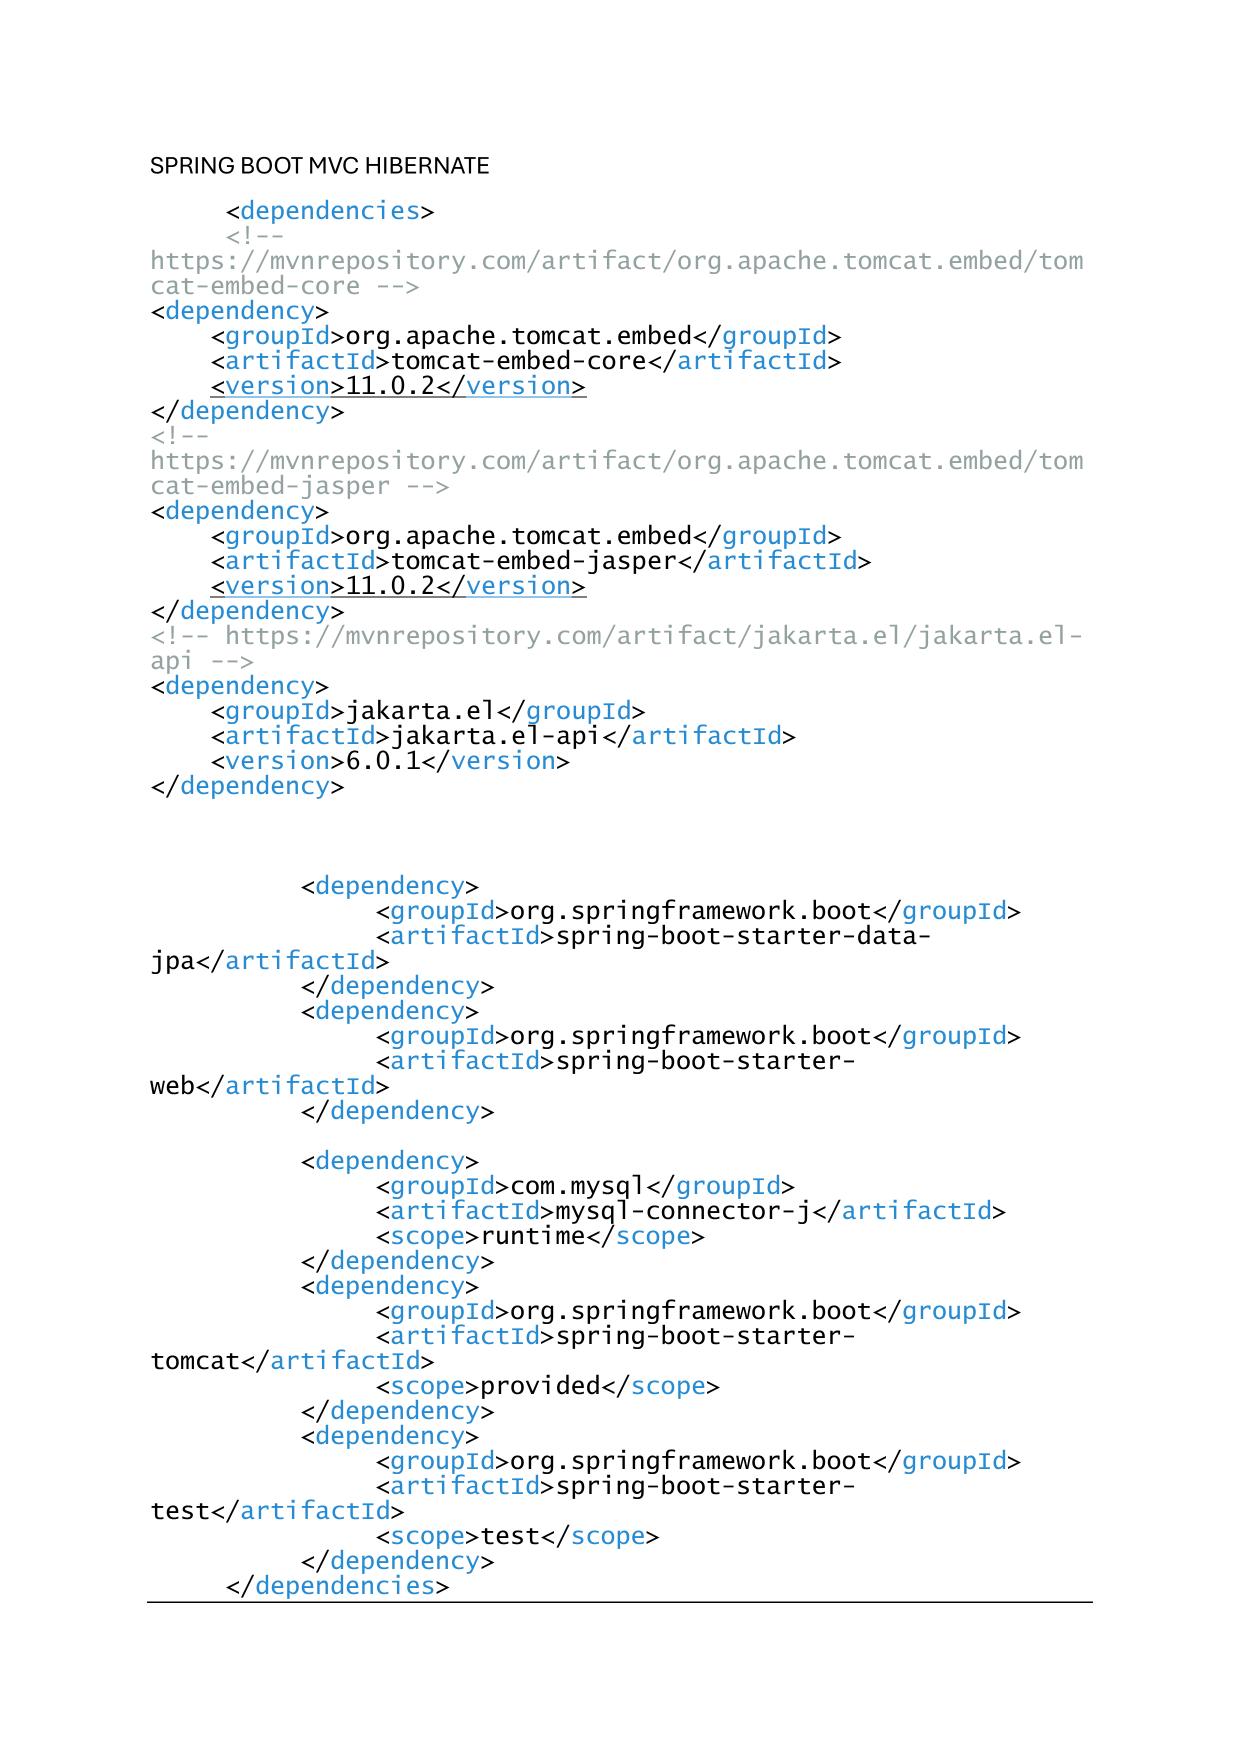 SPRING BOOT MVC HIBERNATE
<dependencies>
<!--
https://mvnrepository.com/artifact/org.apache.tomcat.embed/tom
cat-embed-core -->
<dependency>
<groupId>org.apache.tomcat.embed</groupId>
<artifactId>tomcat-embed-core</artifactId>
<version>11.0.2</version>
</dependency>
<!--
https://mvnrepository.com/artifact/org.apache.tomcat.embed/tom
cat-embed-jasper -->
<dependency>
<groupId>org.apache.tomcat.embed</groupId>
<artifactId>tomcat-embed-jasper</artifactId>
<version>11.0.2</version>
</dependency>
<!-- https://mvnrepository.com/artifact/jakarta.el/jakarta.el-
api -->
<dependency>
<groupId>jakarta.el</groupId>
<artifactId>jakarta.el-api</artifactId>
<version>6.0.1</version>
</dependency>
<dependency>
<groupId>org.springframework.boot</groupId>
<artifactId>spring-boot-starter-data-
jpa</artifactId>
</dependency>
<dependency>
<groupId>org.springframework.boot</groupId>
<artifactId>spring-boot-starter-
web</artifactId>
</dependency>
<dependency>
<groupId>com.mysql</groupId>
<artifactId>mysql-connector-j</artifactId>
<scope>runtime</scope>
</dependency>
<dependency>
<groupId>org.springframework.boot</groupId>
<artifactId>spring-boot-starter-
tomcat</artifactId>
<scope>provided</scope>
</dependency>
<dependency>
<groupId>org.springframework.boot</groupId>
<artifactId>spring-boot-starter-
test</artifactId>
<scope>test</scope>
</dependency>
</dependencies>